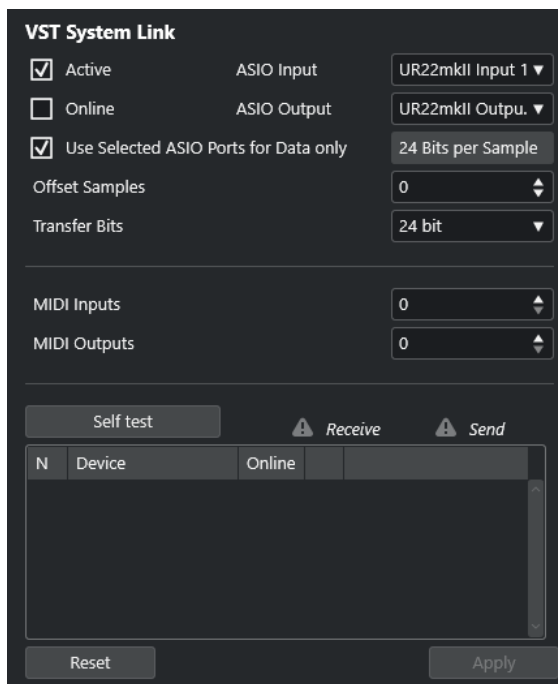 VST System Link
Active ASIO Input UR22mkII Input 1
Online ASIO Output UR22mkII Outpu.
Use Selected ASIO Ports for Data only 24 Bits per Sample
Offset Samples 0
Transfer Bits 24 bit
MIDI Inputs 0
MIDI Outputs 0
Self test Receive Send
N Device Online
Reset Apply